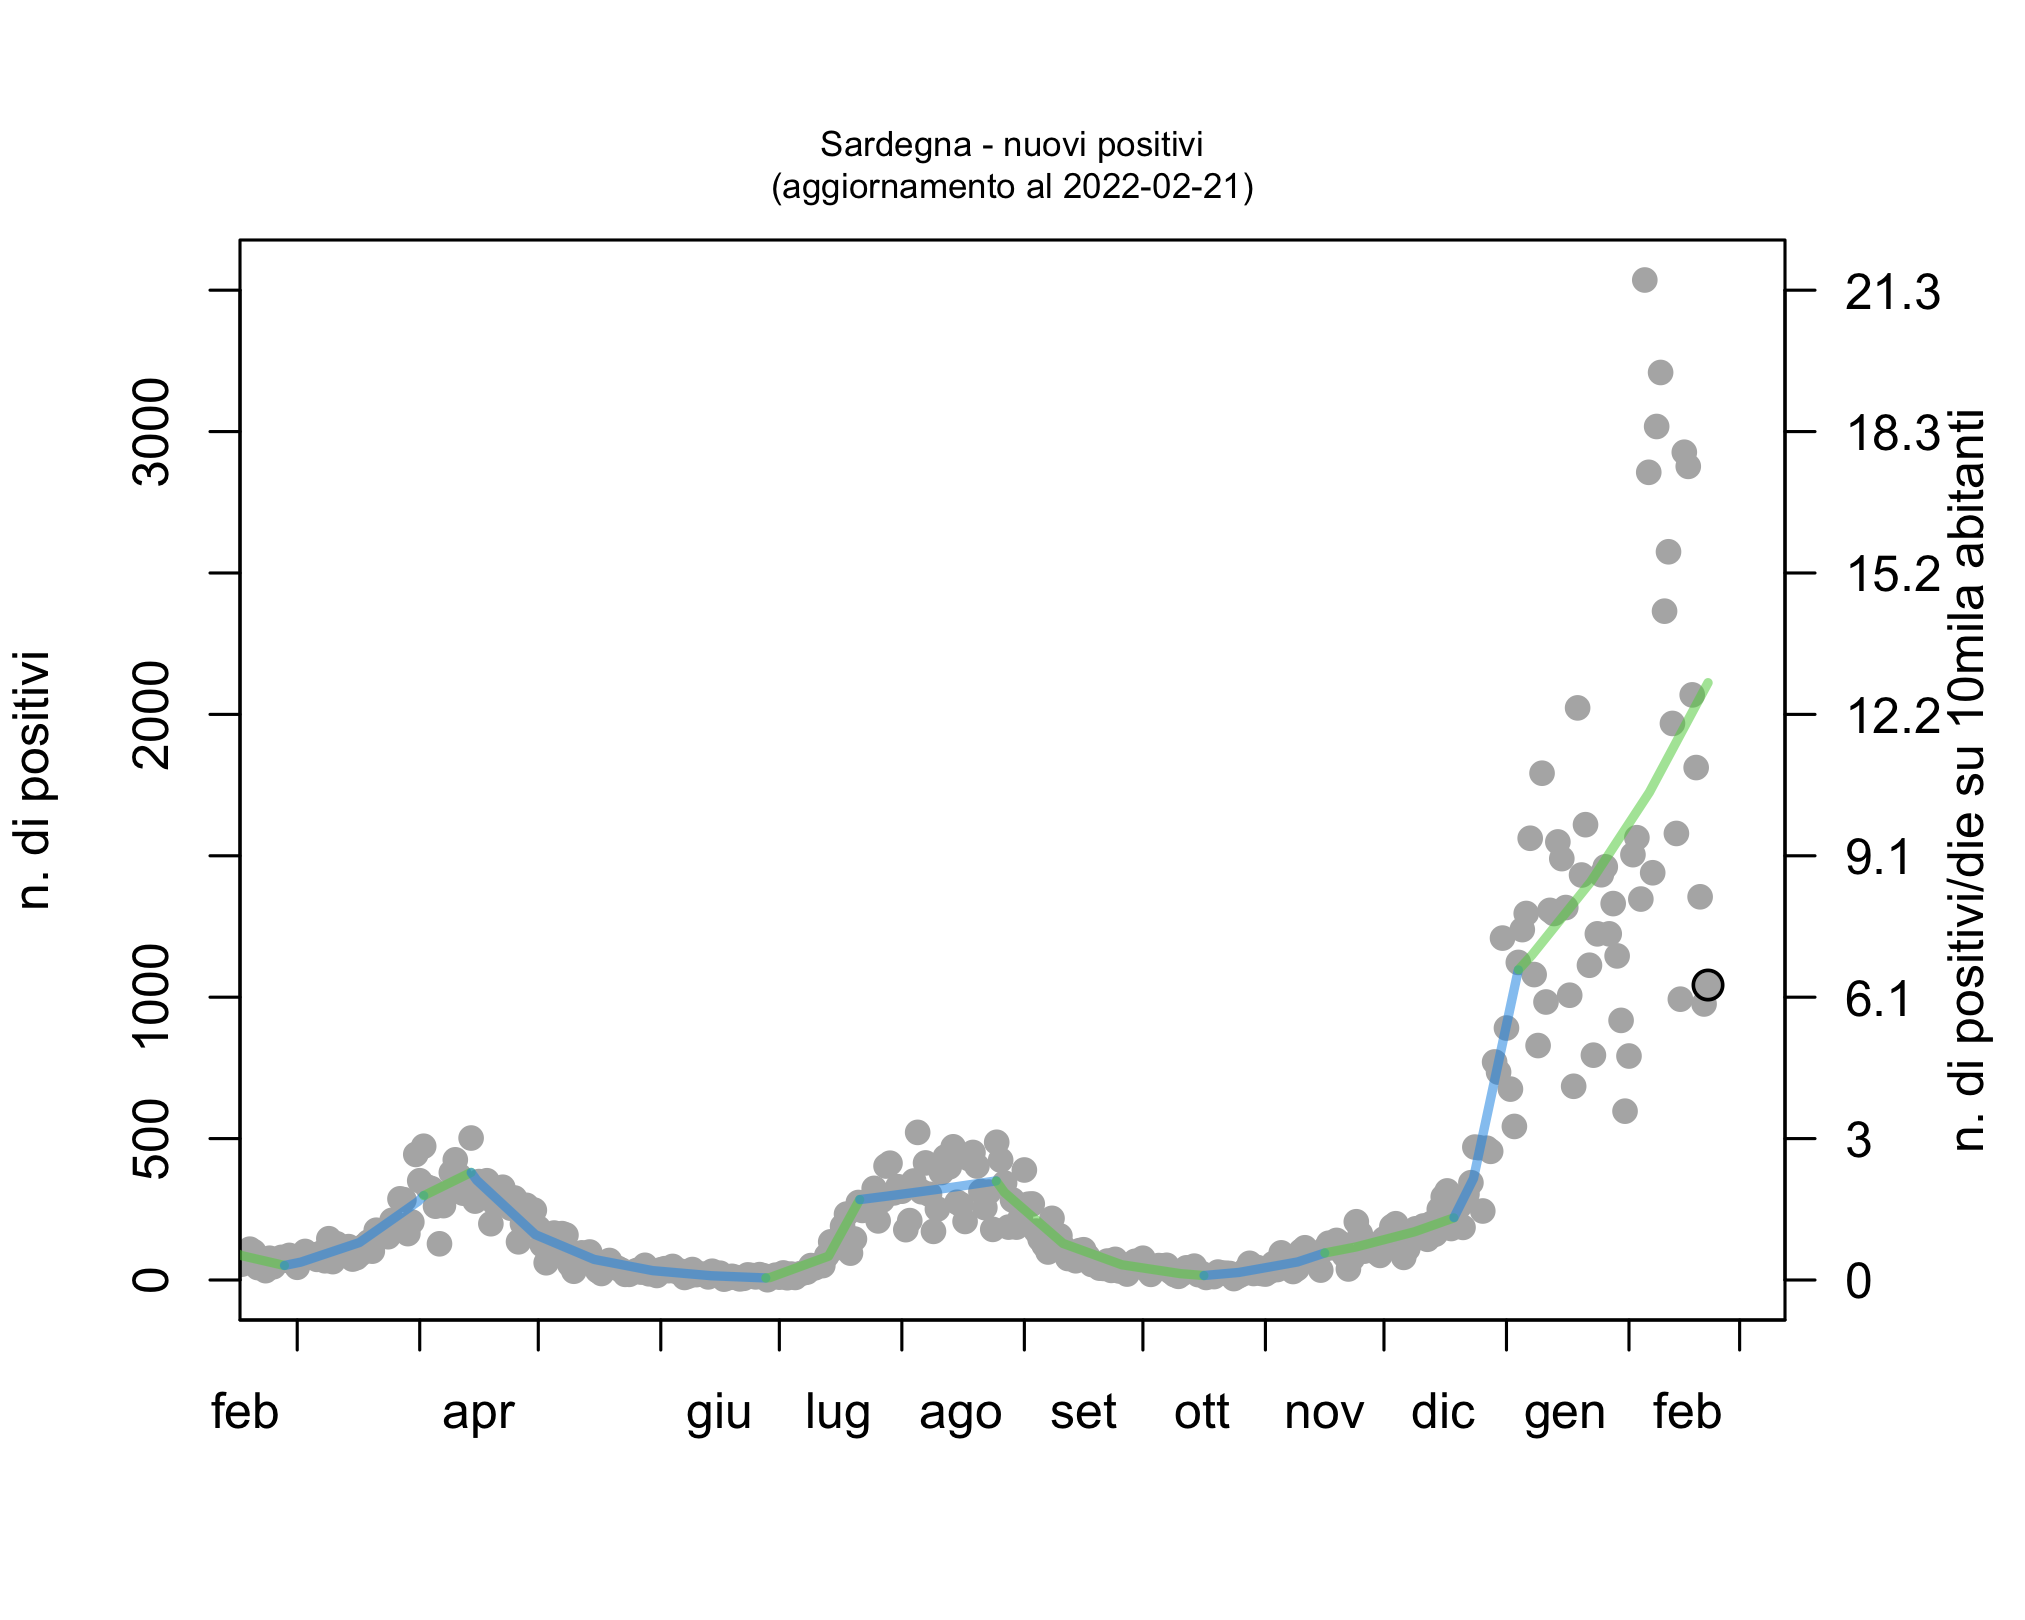 Sardegna - nuovi positivi
(aggiornamento al 2022-02-21)
n. di positivi
3000
2000
1000
500
0
21.3
18.3
15.2
12.2
9.1
6.1
3
0
n. di positivi/die su 10mila abitanti
feb apr giu lug ago set ott nov dic gen feb